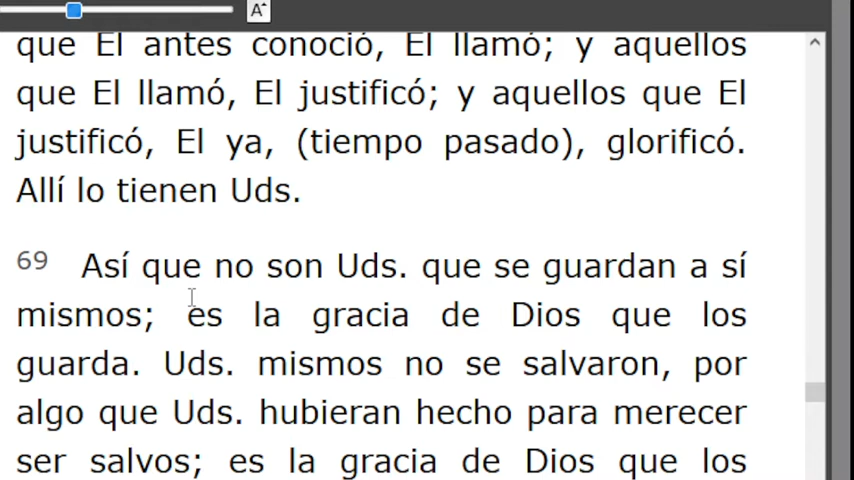 A
que El antes conoció, El llamó; y aquellos
que El llamó, El justificó; y aquellos que El
justificó, El ya, (tiempo pasado), glorificó.
Allí lo tienen Uds.
69 Así que no son Uds. que se guardan a sí
mismos; es la gracia de Dios que los
guarda. Uds. mismos no se salvaron, por
algo que Uds. hubieran hecho para merecer
ser salvos; es la gracia de Dios que los